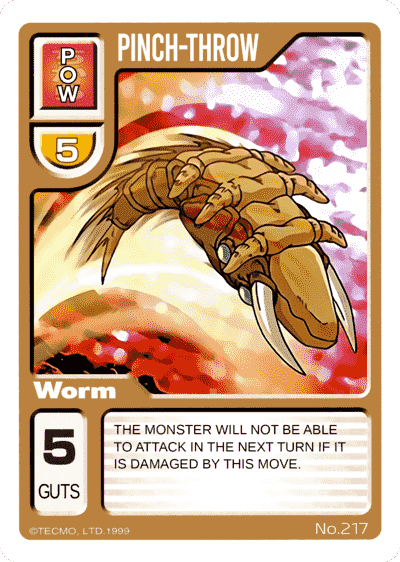 PINCH-THROW
POW
5
Worm
5
GUTS
THE MONSTER WILL NOT BE ABLE
TO ATTACK IN THE NEXT TURN IF IT
IS DAMAGED BY THIS MOVE.
©TECMO, LTD.1999
No.217